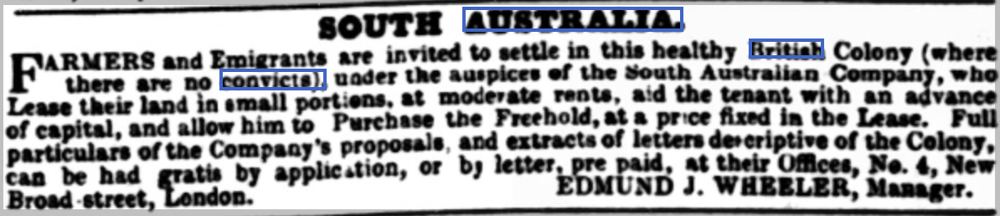 SOUTH AUSTRALIA.
FARMERS and Emigrants are invited to settle in this healthy British Colony (where
there are no convicts), under the auspices of the South Australian Company, who
Lease their land in small portions, at moderate rents, aid the tenant with an advance
of capital, and allow him to Purchase the Freehold, at a price fixed in the Lease. Full
particulars of the Company's proposals, and extracts of letters descriptive of the Colony,
can be had gratis by application, or by letter, pre paid, at their Offices, No. 4, New
Broad-street, London. EDMUND J. WHEELER, Manager.